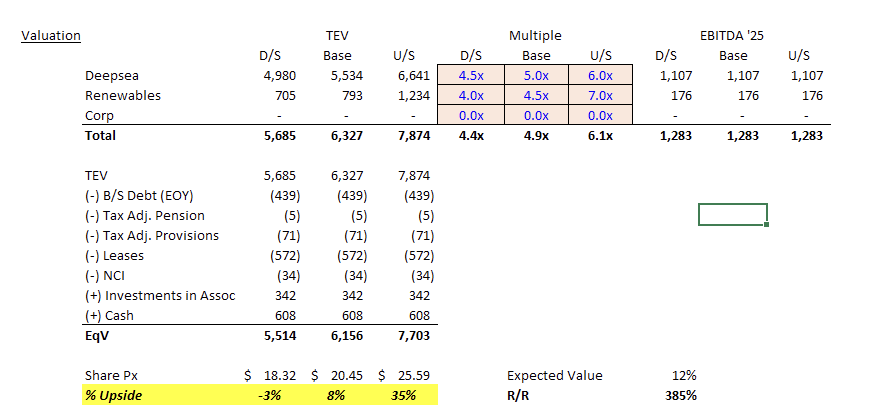 Valuation TEV Multiple EBITDA '25
D/S Base U/S D/S Base U/S D/S Base U/S
Deepsea 4,980 5,534 6,641 4.5x 5.0x 6.0x 1,107 1,107 1,107
Renewables 705 793 1,234 4.0x 4.5x 7.0x 176 176 176
Corp - - - 0.0x 0.0x 0.0x - - -
Total 5,685 6,327 7,874 4.4x 4.9x 6.1x 1,283 1,283 1,283
TEV 5,685 6,327 7,874
(-) B/S Debt (EOY) (439) (439) (439)
(-) Tax Adj. Pension (5) (5) (5)
(-) Tax Adj. Provisions (71) (71) (71)
(-) Leases (572) (572) (572)
(-) NCI (34) (34) (34)
(+) Investments in Assoc 342 342 342
(+) Cash 608 608 608
EqV 5,514 6,156 7,703
Share Px $ 18.32 $ 20.45 $ 25.59 Expected Value 12%
% Upside -3% 8% 35% R/R 385%